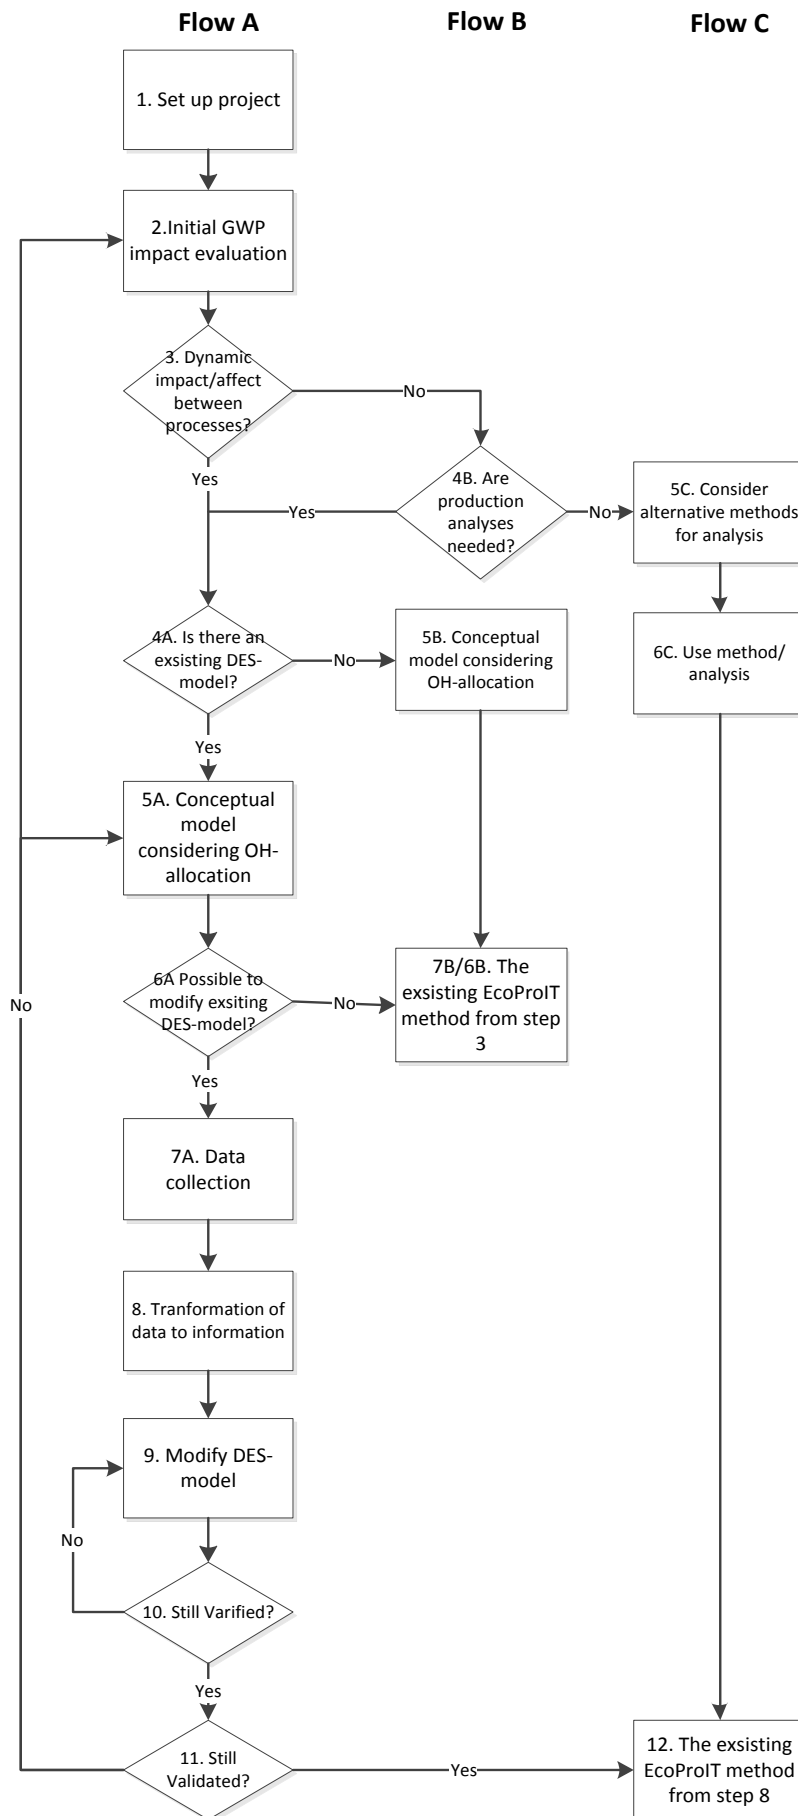 Flow A
Flow B
Flow C
1. Set up project
2.Initial GWP
impact evaluation
3. Dynamic
impact/affect
between
processes?
No
Yes
4B. Are
production
analyses
needed?
Yes
No
5C. Consider
alternative methods
for analysis
4A. Is there an
exsisting DES-
model?
No
5B. Conceptual
model considering
OH-allocation
6C. Use method/
analysis
Yes
5A. Conceptual
model
considering OH-
allocation
6A Possible to
modify exsiting
DES-model?
No
7B/6B. The
exsisting EcoProIT
method from step
3
No
Yes
7A. Data
collection
8. Tranformation of
data to information
9. Modify DES-
model
No
10. Still Varified?
Yes
11. Still
Validated?
Yes
12. The exsisting
EcoProIT method
from step 8